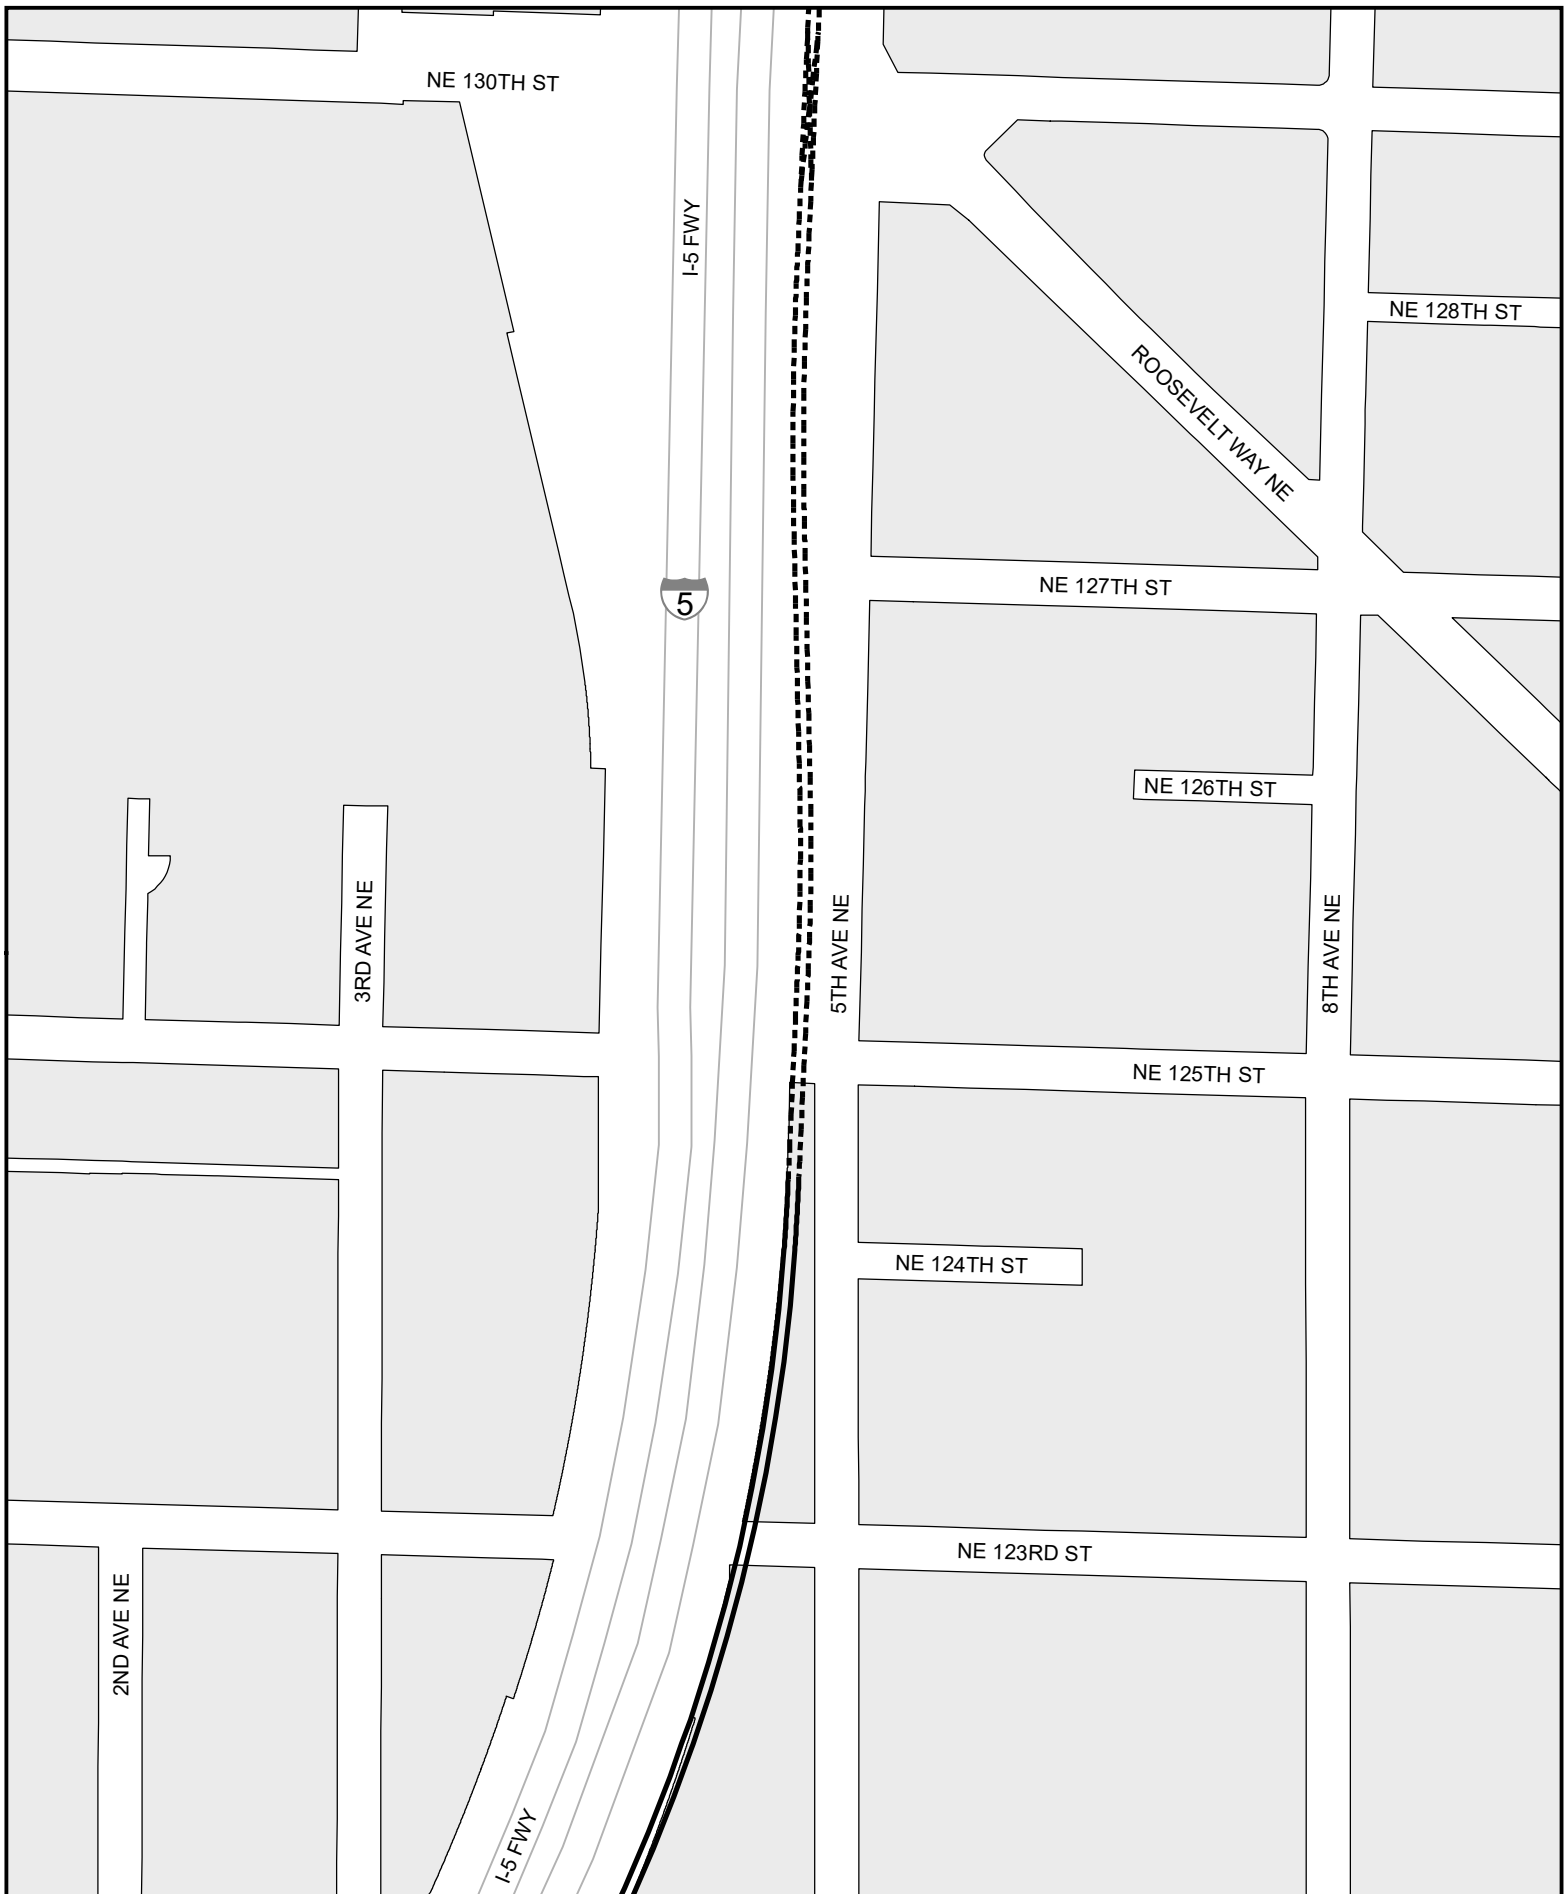 NE 130TH ST
I-5 FWY
NE 128TH ST
ROOSEVELT WAY NE
NE 127TH ST
5
NE 126TH ST
3RD AVE NE
5TH AVE NE
8TH AVE NE
NE 125TH ST
NE 124TH ST
NE 123RD ST
2ND AVE NE
I-5 FWY